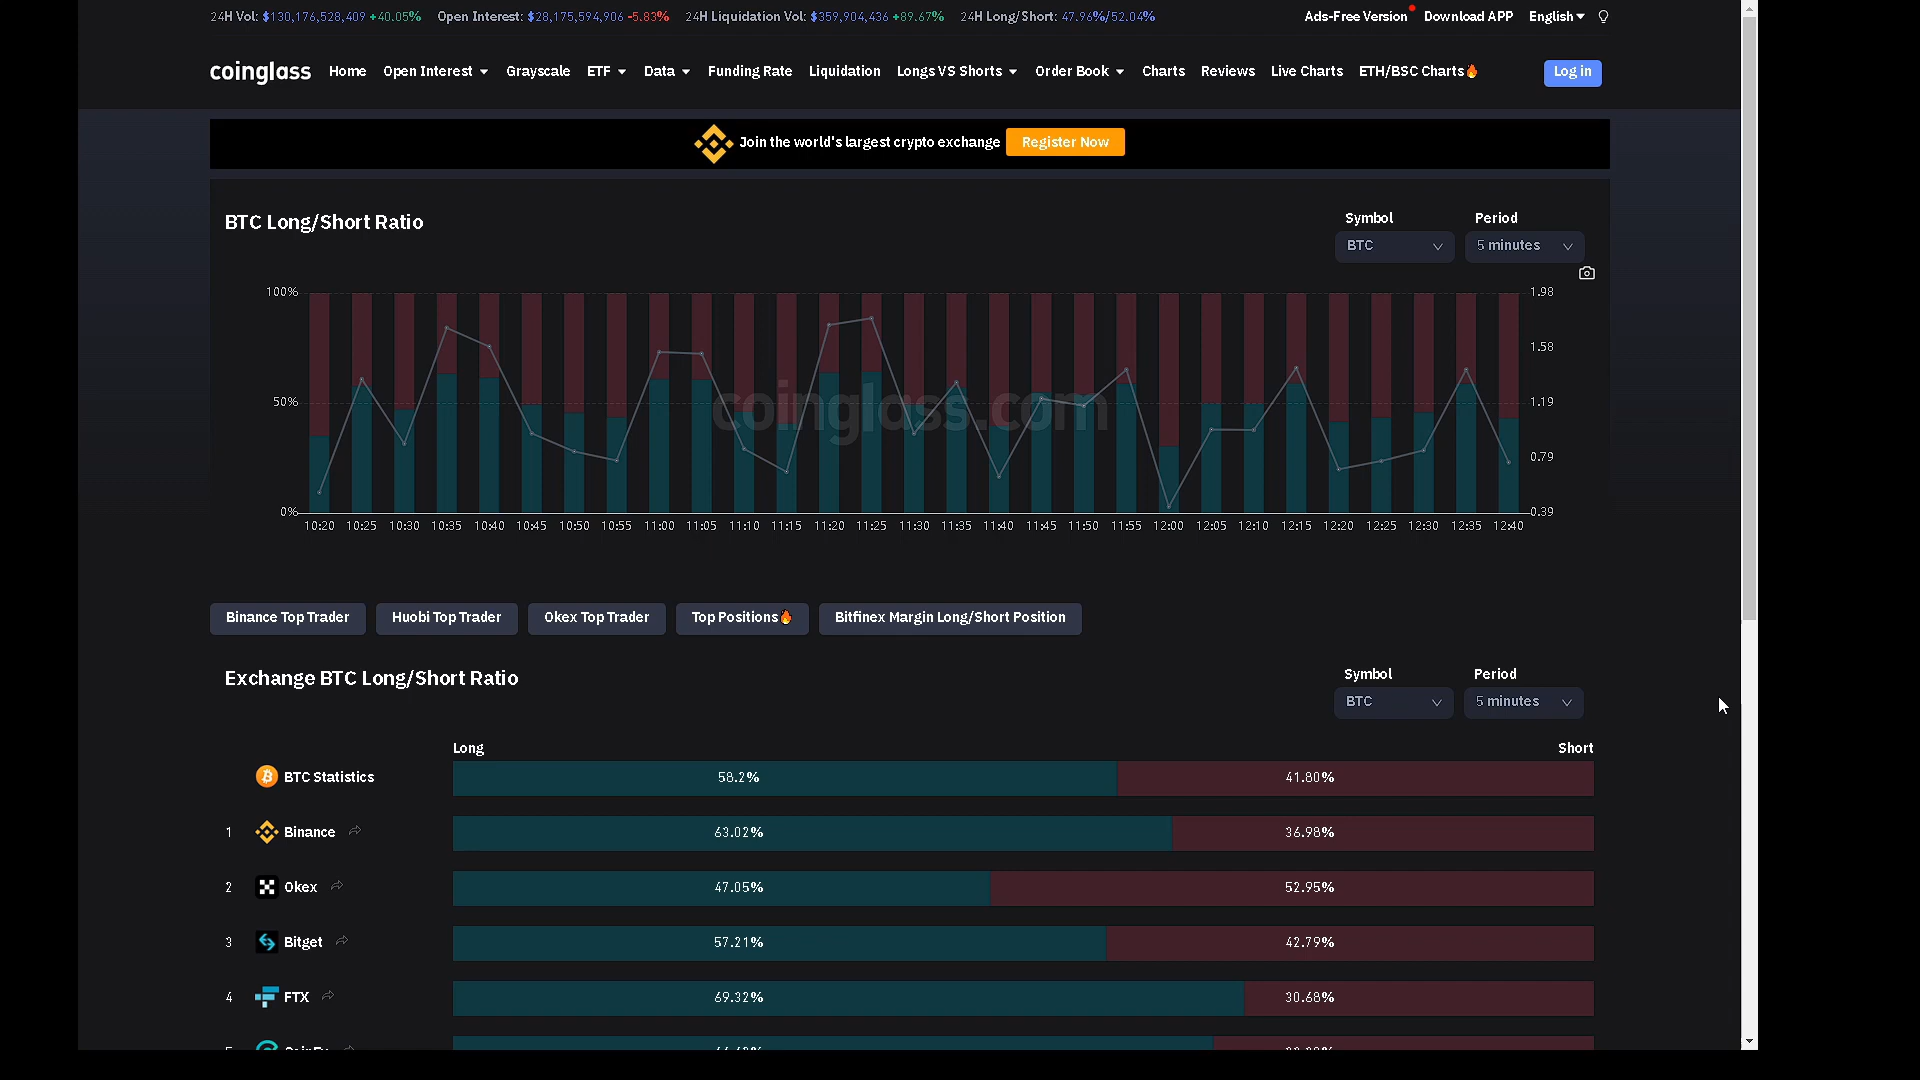 24H Vol: $130,176,528,409 +40.05% Open Interest: $28,175,594,906 -5.83% 24H Liquidation Vol: $359,904,436 +89.67% 24H Long/Short: 47.96%/52.04% Ads-Free Version Download APP English
coinglass Home Open Interest Grayscale ETF Data Funding Rate Liquidation Longs VS Shorts Order Book Charts Reviews Live Charts ETH/BSC Charts🔥 Log in
Join the world's largest crypto exchange Register Now
BTC Long/Short Ratio
Symbol Period
BTC 5 minutes
100% 1.98
1.58
50% 1.19
coinglass.com
0.79
0% 0.39
10:20 10:25 10:30 10:35 10:40 10:45 10:50 10:55 11:00 11:05 11:10 11:15 11:20 11:25 11:30 11:35 11:40 11:45 11:50 11:55 12:00 12:05 12:10 12:15 12:20 12:25 12:30 12:35 12:40
Binance Top Trader Huobi Top Trader Okex Top Trader Top Positions🔥 Bitfinex Margin Long/Short Position
Exchange BTC Long/Short Ratio
Symbol Period
BTC 5 minutes
Long Short
BTC Statistics 58.2% 41.80%
1 Binance 63.02% 36.98%
2 Okex 47.05% 52.95%
3 Bitget 57.21% 42.79%
4 FTX 69.32% 30.68%